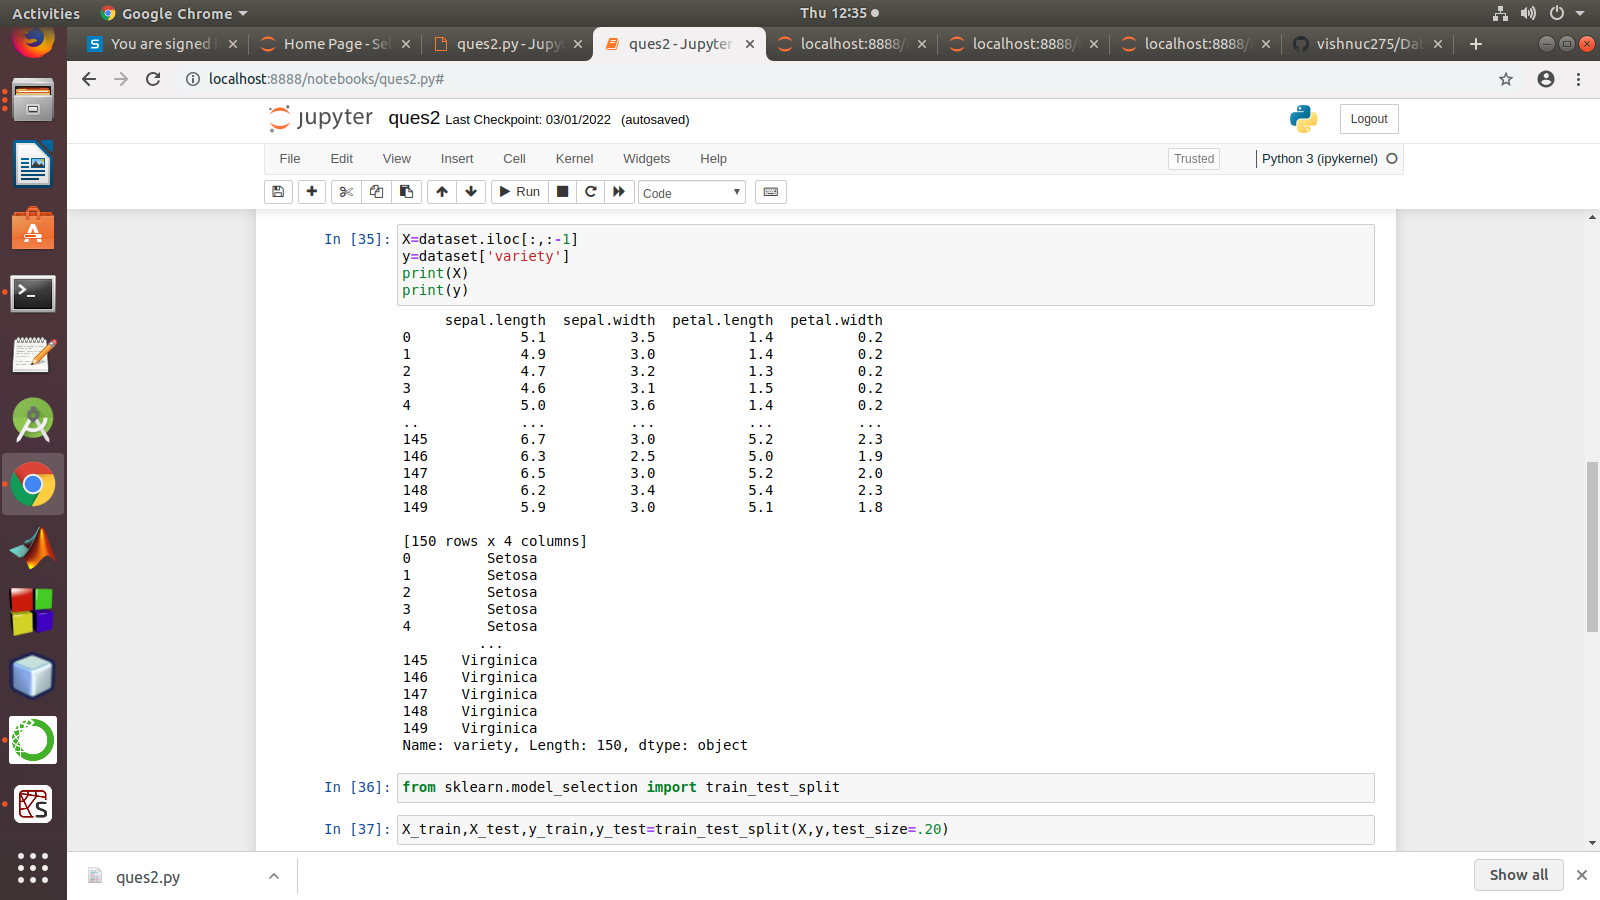 Activities Google Chrome Thu 12:35
You are signed i Home Page - Sel ques2.py - Jupyt ques2 - Jupyter localhost:8888/ localhost:8888/ localhost:8888/ vishnuc275/Dat
localhost:8888/notebooks/ques2.py#
jupyter ques2 Last Checkpoint: 03/01/2022 (autosaved) Logout
File Edit View Insert Cell Kernel Widgets Help Trusted Python 3 (ipykernel)
Run Code
In [35]: X=dataset.iloc[:,:-1]
y=dataset['variety']
print(X)
print(y)
sepal.length sepal.width petal.length petal.width
0 5.1 3.5 1.4 0.2
1 4.9 3.0 1.4 0.2
2 4.7 3.2 1.3 0.2
3 4.6 3.1 1.5 0.2
4 5.0 3.6 1.4 0.2
.. ... ... ... ...
145 6.7 3.0 5.2 2.3
146 6.3 2.5 5.0 1.9
147 6.5 3.0 5.2 2.0
148 6.2 3.4 5.4 2.3
149 5.9 3.0 5.1 1.8
[150 rows x 4 columns]
0 Setosa
1 Setosa
2 Setosa
3 Setosa
4 Setosa
...
145 Virginica
146 Virginica
147 Virginica
148 Virginica
149 Virginica
Name: variety, Length: 150, dtype: object
In [36]: from sklearn.model_selection import train_test_split
In [37]: X_train,X_test,y_train,y_test=train_test_split(X,y,test_size=.20)
ques2.py Show all